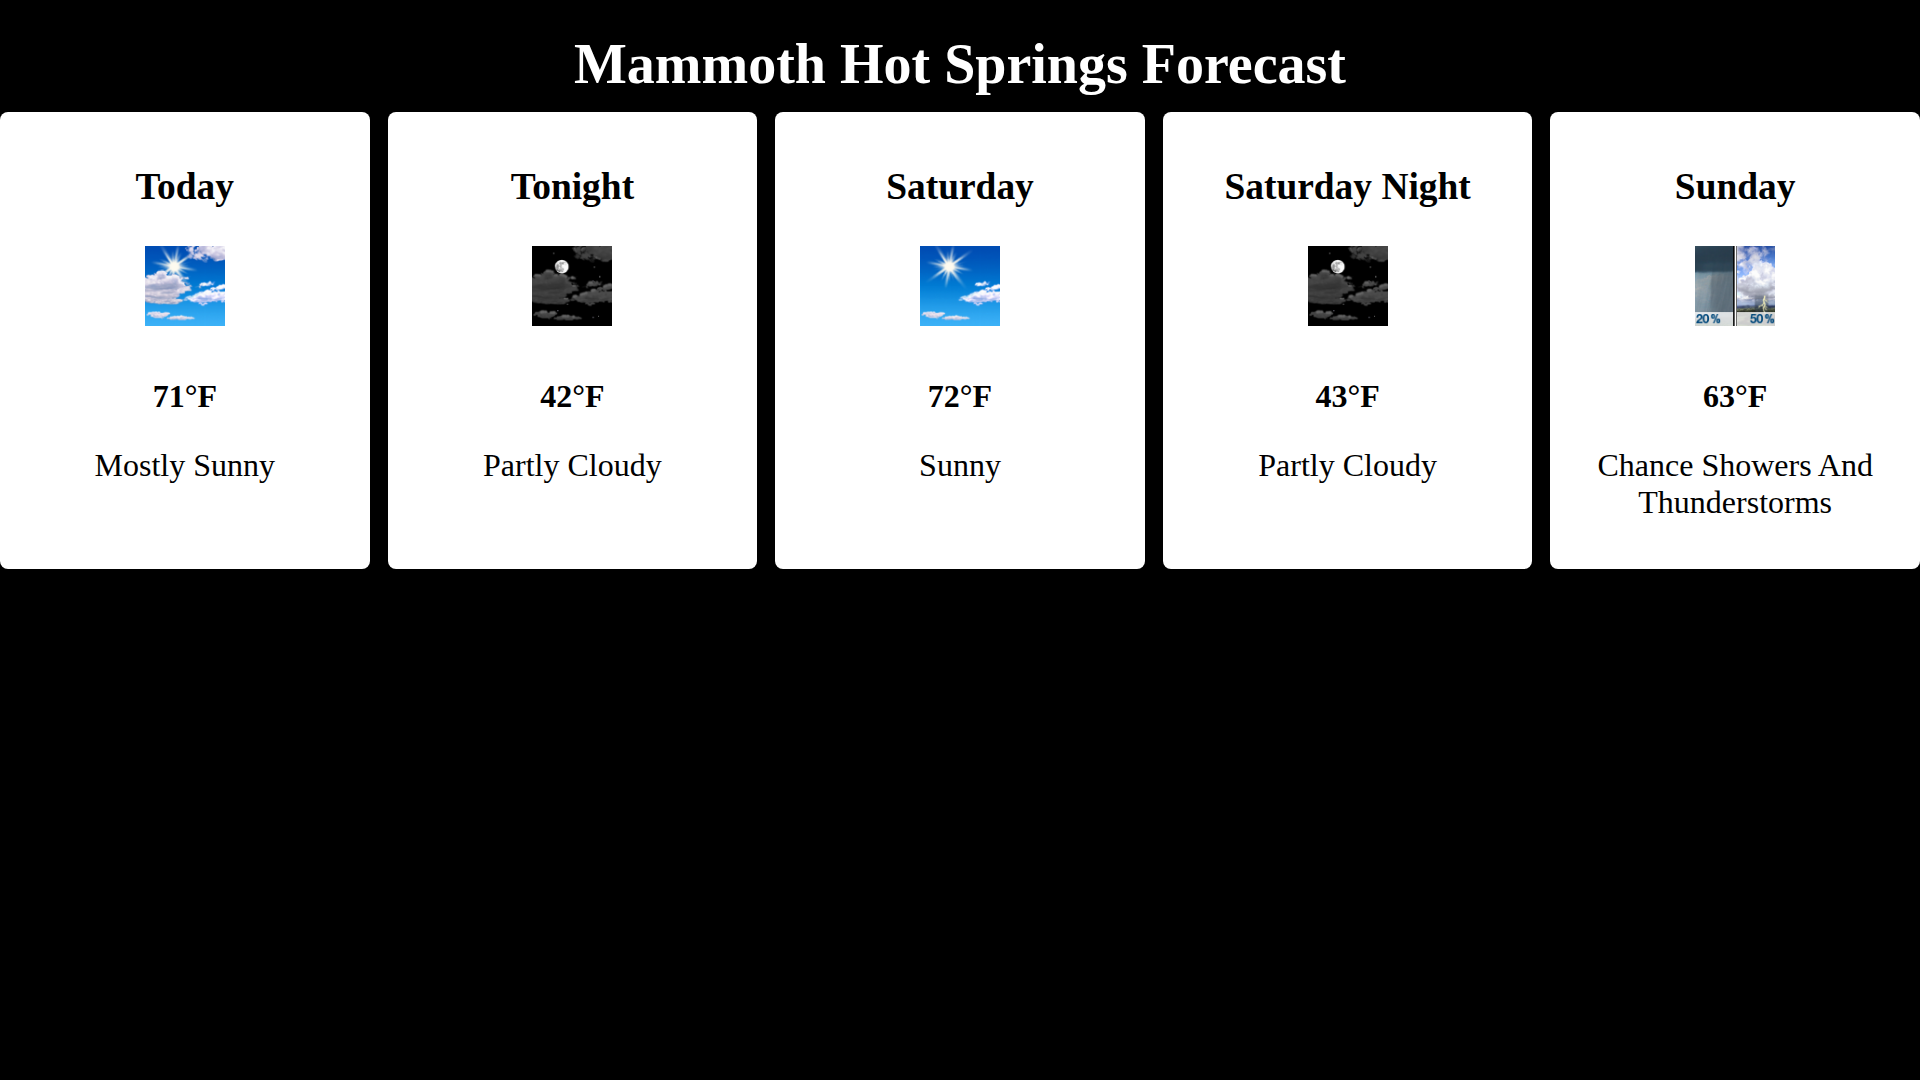 Mammoth Hot Springs Forecast
Today
Tonight
Saturday
Saturday Night
Sunday
20% 50%
71°F
42°F
72°F
43°F
63°F
Mostly Sunny
Partly Cloudy
Sunny
Partly Cloudy
Chance Showers And
Thunderstorms